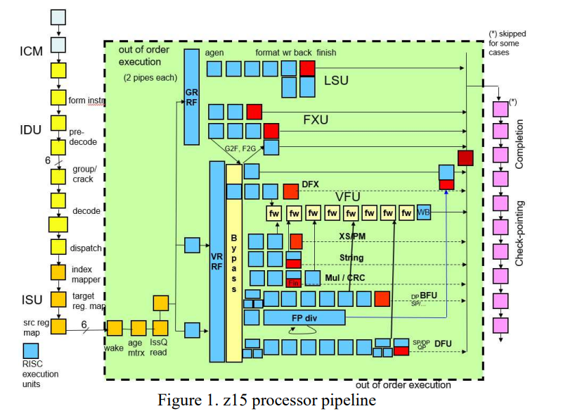 ICM
IDU
form instr
pre-
decode
6
group/
crack
decode
dispatch
index
mapper
ISU
target
reg. map
src reg
map
6
RISC
execution
units
wake
age
mtrx
IssQ
read
out of order
execution
(2 pipes each)
agen
format wr back finish
LSU
GR
RF
FXU
G2F, F2G
VR
RF
Bypass
DFX
VFU
fw fw fw fw fw fw fw fw WB
XS/PM
String
Mul / CRC
DP BFU
SP/...
FP div
SP/DP DFU
QP
out of order execution
(*) skipped
for some
cases
(*)
Completion
Check-pointing
Figure 1. z15 processor pipeline